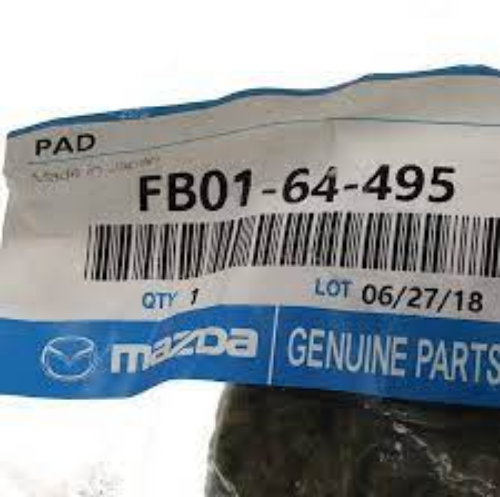 PAD
Made in Japan
FB01-64-495
QTY 1 LOT 06/27/18
mazda GENUINE PARTS